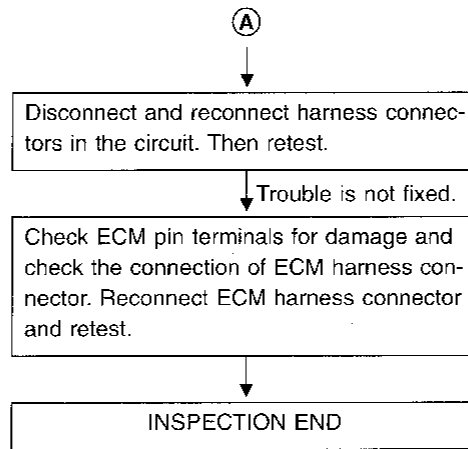 A
Disconnect and reconnect harness connec-
tors in the circuit. Then retest.
Trouble is not fixed.
Check ECM pin terminals for damage and
check the connection of ECM harness con-
nector. Reconnect ECM harness connector
and retest.
INSPECTION END